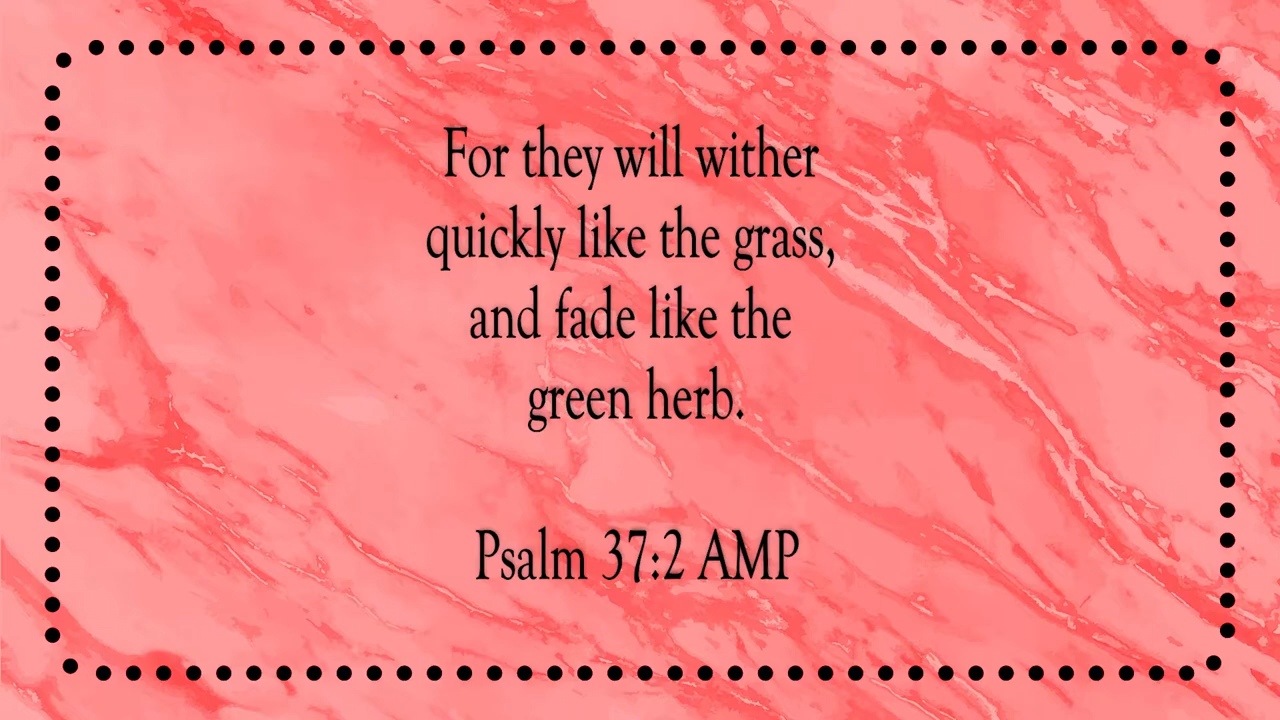 For they will wither
quickly like the grass,
and fade like the
green herb.
Psalm 37:2 AMP